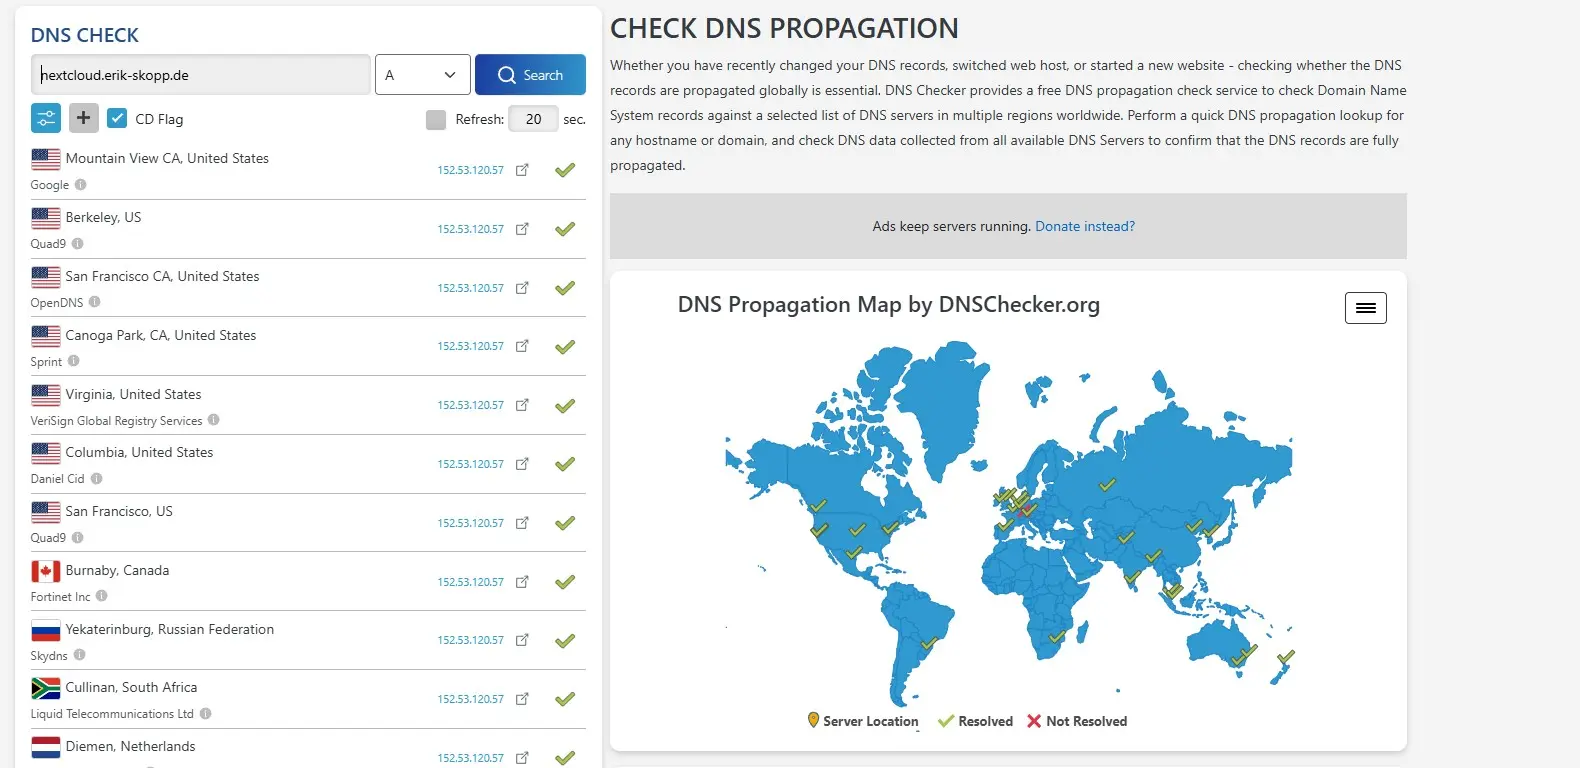 DNS CHECK
nextcloud.erik-skopp.de
A
Search
CD Flag
Refresh: 20 sec.
Mountain View CA, United States
Google
152.53.120.57
Berkeley, US
Quad9
152.53.120.57
San Francisco CA, United States
OpenDNS
152.53.120.57
Canoga Park, CA, United States
Sprint
152.53.120.57
Virginia, United States
VeriSign Global Registry Services
152.53.120.57
Columbia, United States
Daniel Cid
152.53.120.57
San Francisco, US
Quad9
152.53.120.57
Burnaby, Canada
Fortinet Inc
152.53.120.57
Yekaterinburg, Russian Federation
Skydns
152.53.120.57
Cullinan, South Africa
Liquid Telecommunications Ltd
152.53.120.57
Diemen, Netherlands
152.53.120.57
CHECK DNS PROPAGATION
Whether you have recently changed your DNS records, switched web host, or started a new website - checking whether the DNS
records are propagated globally is essential. DNS Checker provides a free DNS propagation check service to check Domain Name
System records against a selected list of DNS servers in multiple regions worldwide. Perform a quick DNS propagation lookup for
any hostname or domain, and check DNS data collected from all available DNS Servers to confirm that the DNS records are fully
propagated.
Ads keep servers running. Donate instead?
DNS Propagation Map by DNSChecker.org
Server Location Resolved Not Resolved